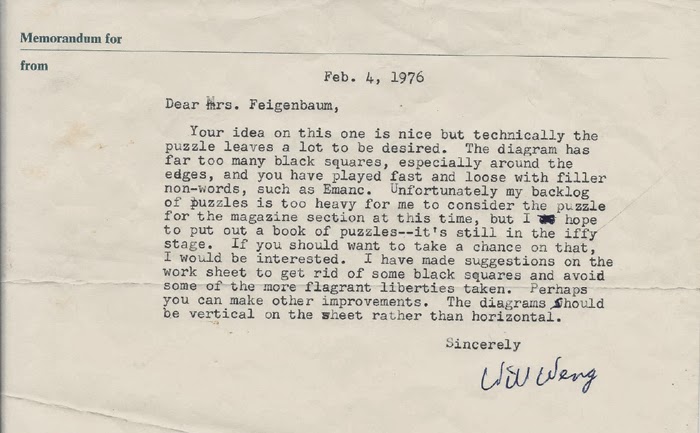 Memorandum for
from
Feb. 4, 1976
Dear Mrs. Feigenbaum,
Your idea on this one is nice but technically the
puzzle leaves a lot to be desired. The diagram has
far too many black squares, especially around the
edges, and you have played fast and loose with filler
non-words, such as Emanc. Unfortunately my backlog
of puzzles is too heavy for me to consider the puzzle
for the magazine section at this time, but I hope
to put out a book of puzzles--it's still in the iffy
stage. If you should want to take a chance on that,
I would be interested. I have made suggestions on the
work sheet to get rid of some black squares and avoid
some of the more flagrant liberties taken. Perhaps
you can make other improvements. The diagrams should
be vertical on the sheet rather than horizontal.
Sincerely
Will Weng